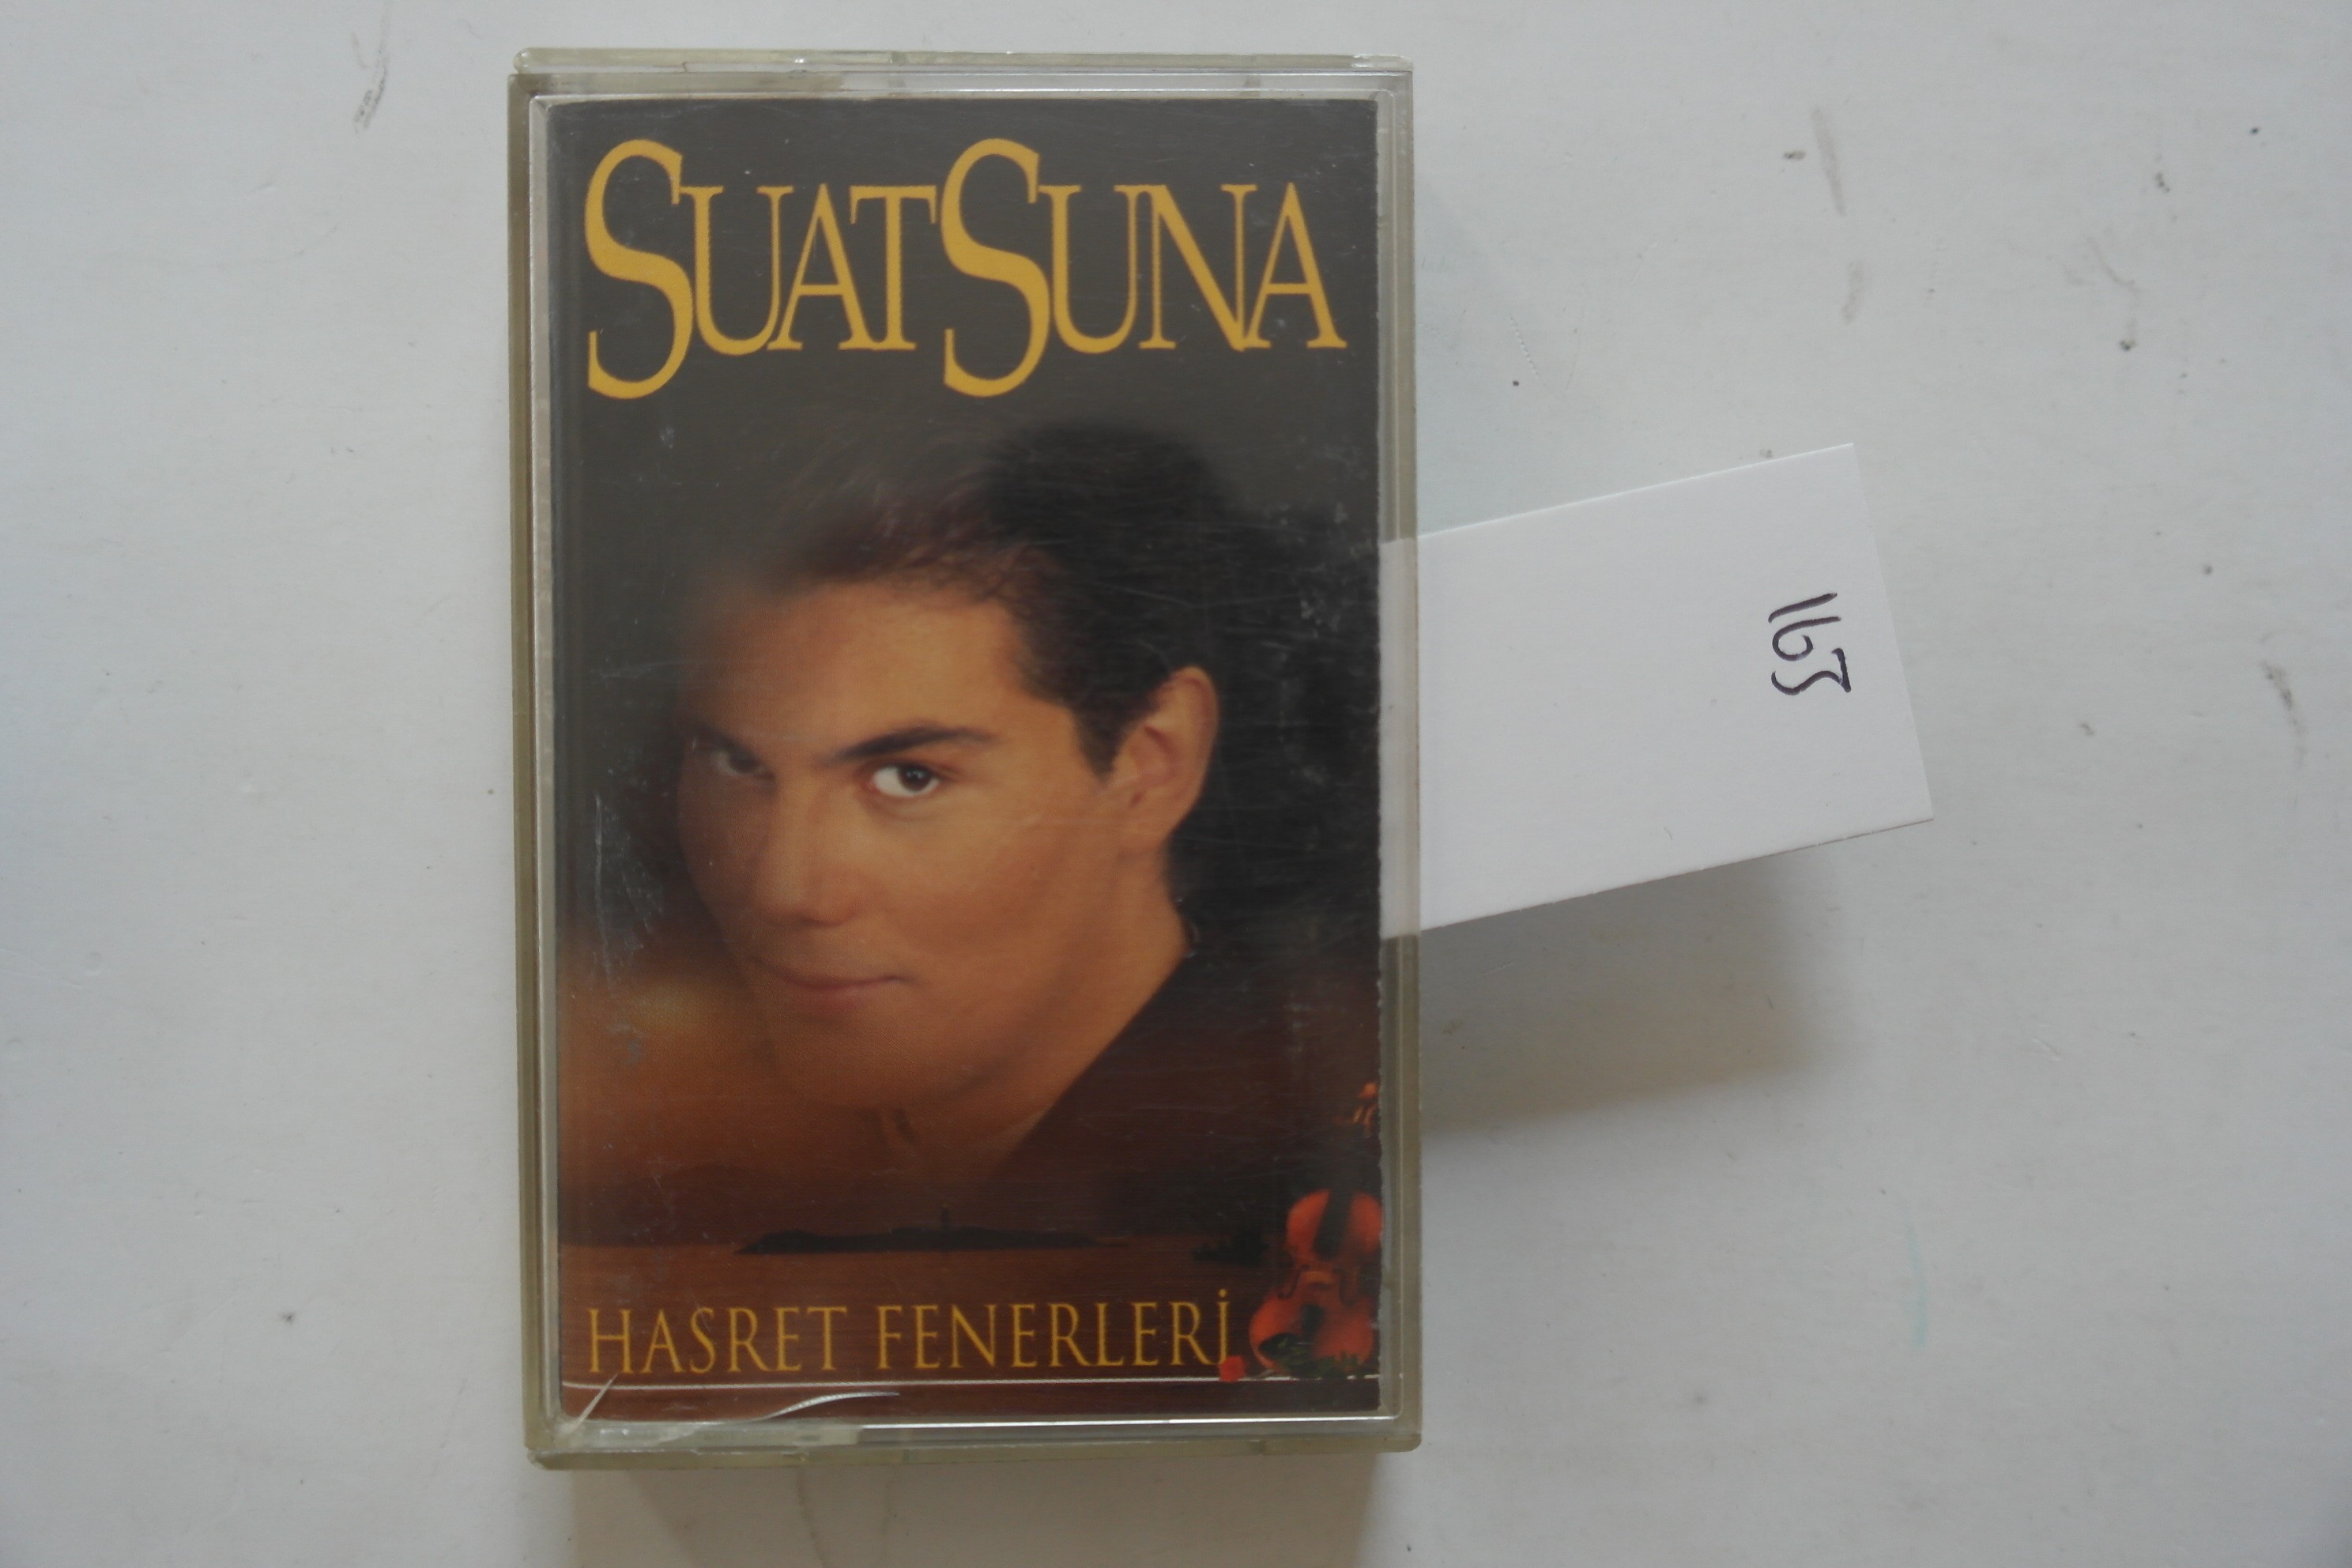 SUAT SUNA
165
HASRET FENERLERİ